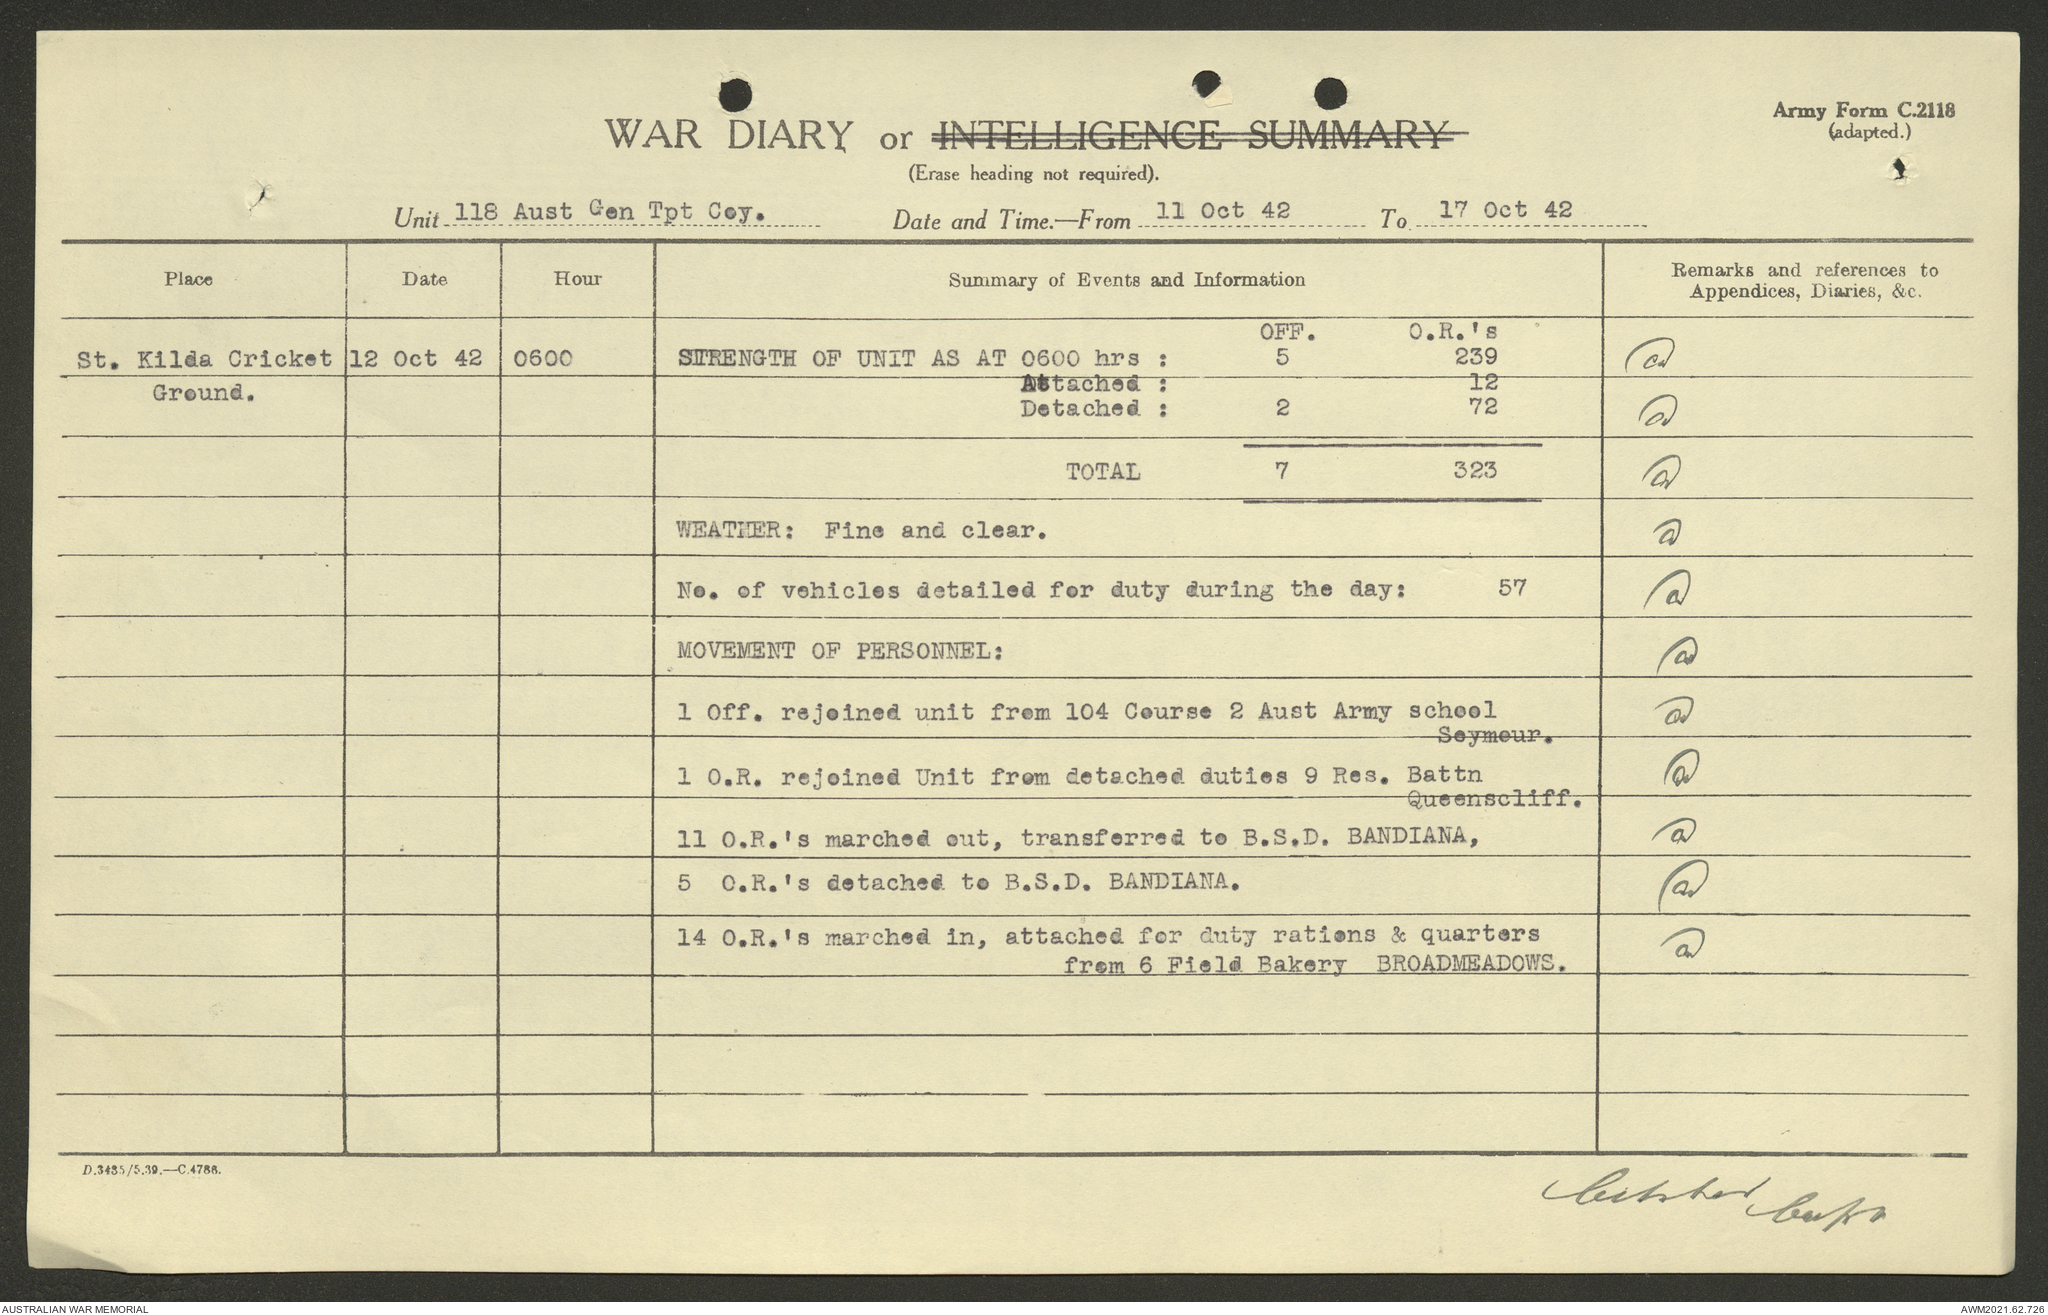 Army Form C.2118
(adapted.)
WAR DIARY or INTELLIGENCE SUMMARY
(Erase heading not required).
Unit 118 Aust Gen Tpt Coy. Date and Time.—From 11 Oct 42 To 17 Oct 42
Place Date Hour Summary of Events and Information Remarks and references to
Appendices, Diaries, &c.
OFF. O.R.'s
St. Kilda Cricket 12 Oct 42 0600 STRENGTH OF UNIT AS AT 0600 hrs : 5 239
Attached : 12
Ground.
Detached : 2 72
TOTAL 7 323
WEATHER: Fine and clear.
No. of vehicles detailed for duty during the day: 57
MOVEMENT OF PERSONNEL:
1 Off. rejoined unit from 104 Course 2 Aust Army school
Seymour.
1 O.R. rejoined Unit from detached duties 9 Res. Battn
Queenscliff.
11 O.R.'s marched out, transferred to B.S.D. BANDIANA,
5 O.R.'s detached to B.S.D. BANDIANA.
14 O.R.'s marched in, attached for duty rations & quarters
from 6 Field Bakery BROADMEADOWS.
D.3435/5.39.—C.4786.
AUSTRALIAN WAR MEMORIAL
AWM2021.62.726